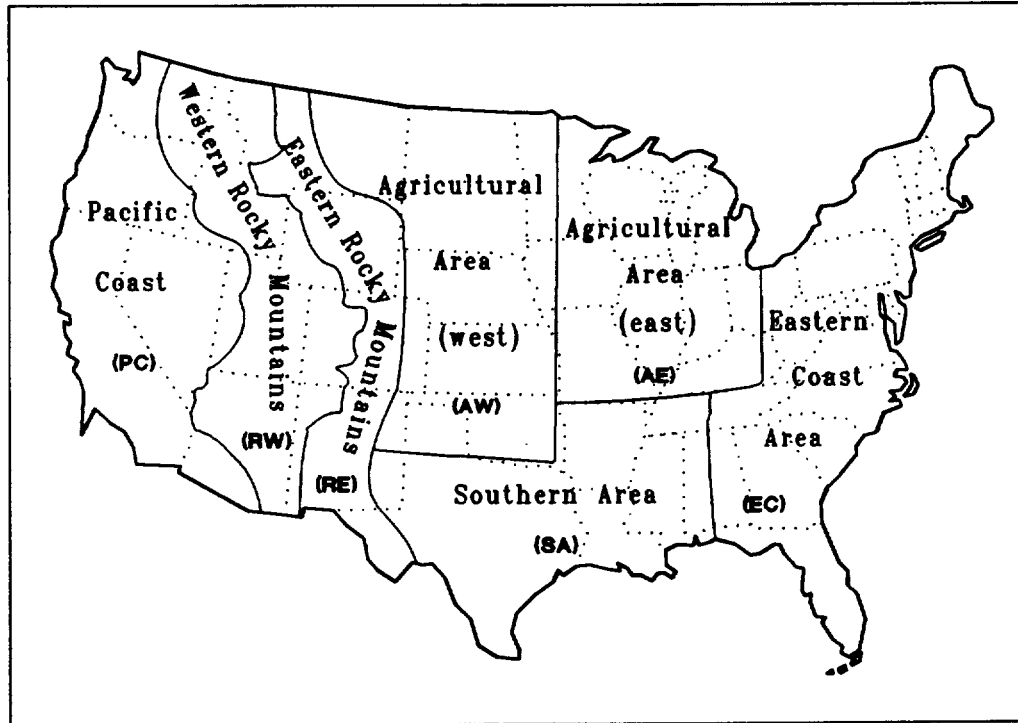 Pacific
Coast
(PC)
Western Rocky Mountains
(RW)
Eastern Rocky Mountains
(RE)
Agricultural
Area
(west)
(AW)
Agricultural
Area
(east)
(AE)
Southern Area
(SA)
Eastern
Coast
Area
(EC)